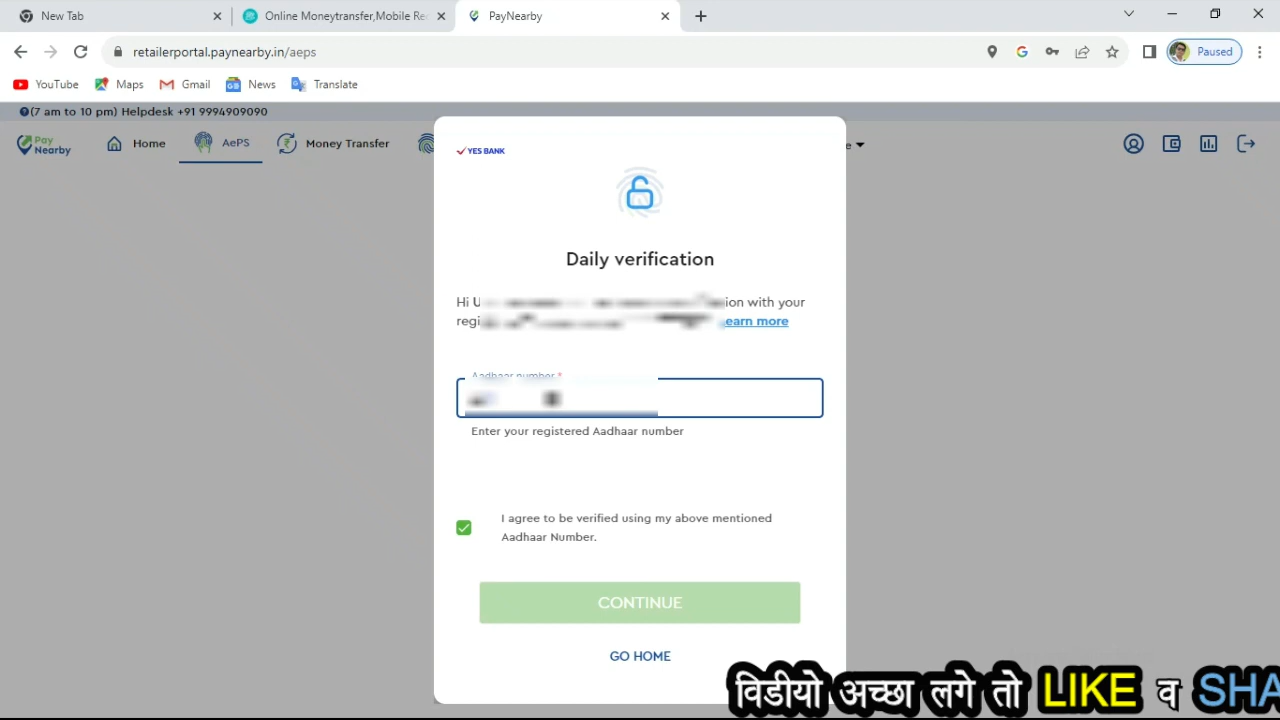 New Tab
Online Moneytransfer,Mobile Re
PayNearby
retailerportal.paynearby.in/aeps
Paused
YouTube Maps Gmail News Translate
(7 am to 10 pm) Helpdesk +91 9994909090
Pay Nearby
Home
AePS
Money Transfer
YES BANK
Daily verification
Hi U ion with your
regi earn more
Aadhaar number *
Enter your registered Aadhaar number
I agree to be verified using my above mentioned
Aadhaar Number.
CONTINUE
GO HOME
विडीयो अच्छा लगे तो LIKE व SHA